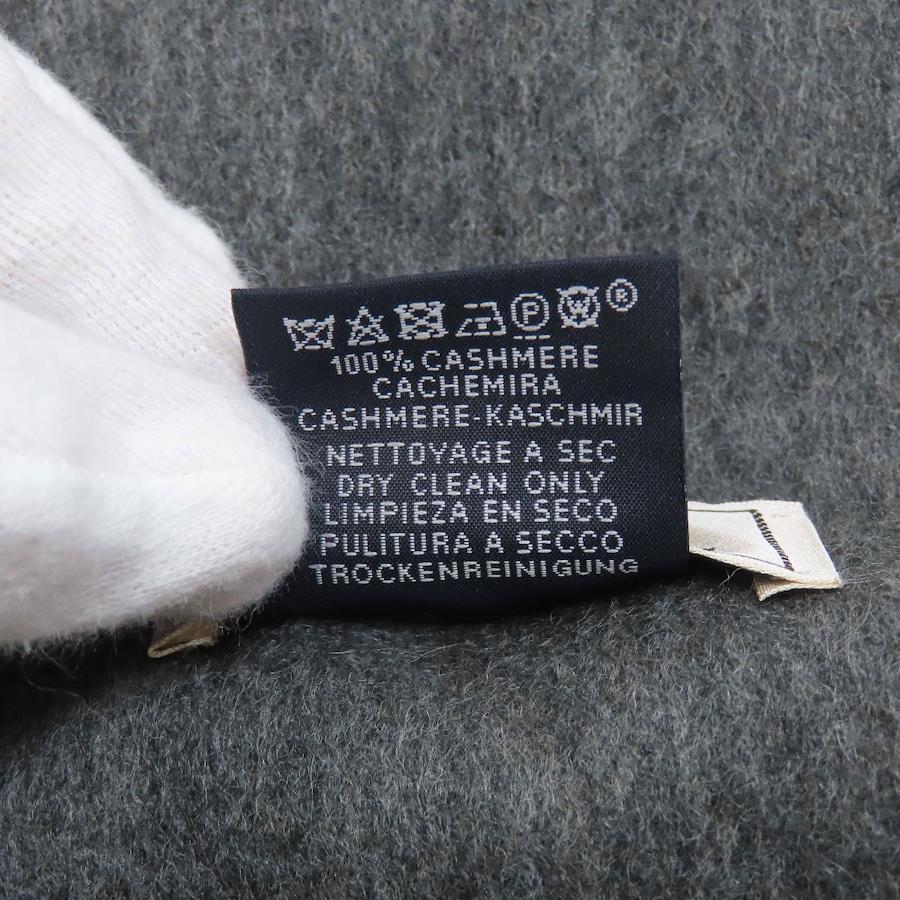 P W ®
100% CASHMERE
CACHEMIRA
CASHMERE-KASCHMIR
NETTOYAGE A SEC
DRY CLEAN ONLY
LIMPIEZA EN SECO
PULITURA A SECCO
TROCKENREINIGUNG